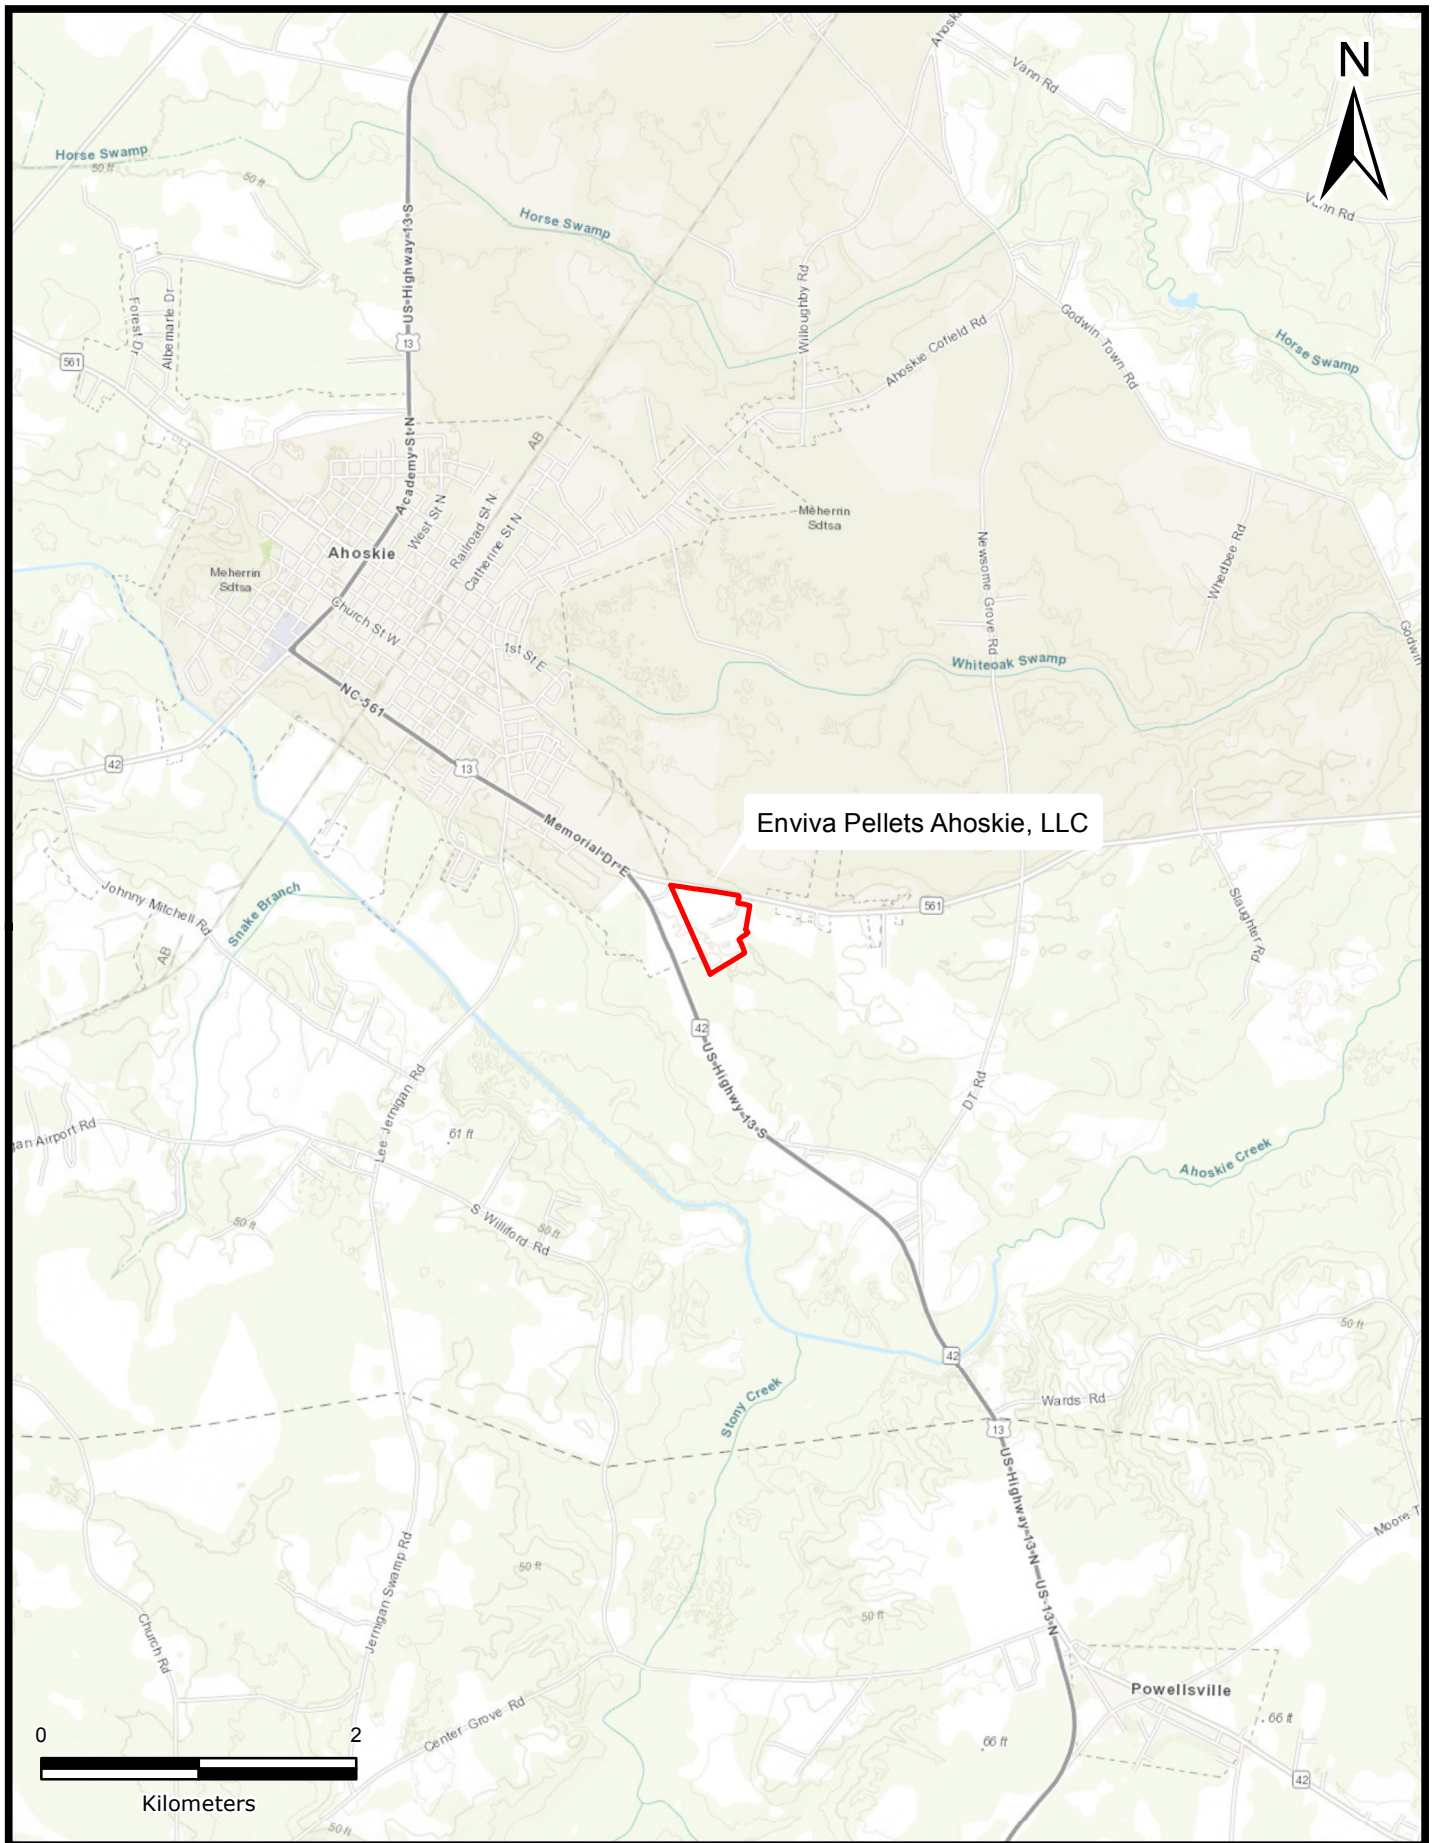 Ahoski
Vann Rd
N
Horse Swamp
50 ft
50 ft
Vann Rd
Horse Swamp
US-Highway-13-S
Willoughby Rd
Forest Dr
Albemarle Dr
13
Godwin Town Rd
Ahoskie Cofield Rd
Horse Swamp
561
Academy-St-N
AB
West St N
Railroad St N
Catherine St N
Meherrin
Sdtsa
Ahoskie
Newsome Grove Rd
Whedbee Rd
Meherrin
Sdtsa
Church St W
Godwin
1st St E
Whiteoak Swamp
NC-561
42
13
Enviva Pellets Ahoskie, LLC
Memorial-Dr-E
Johnny Mitchell Rd
Snake Branch
561
Slaughter Rd
AB
42
US-Highwy-13-S
DT Rd
Lee Jernigan Rd
gan Airport Rd
61 ft
Ahoskie Creek
50 ft
S Williford Rd
50 ft
50 ft
42
Stony Creek
Wards Rd
13
US-Highway-13-N-US-13-N
Moore T
Jernigan Swamp Rd
50 ft
50 ft
Church Rd
Powellsville
Center Grove Rd
66 ft
66 ft
0
2
42
Kilometers
50 ft